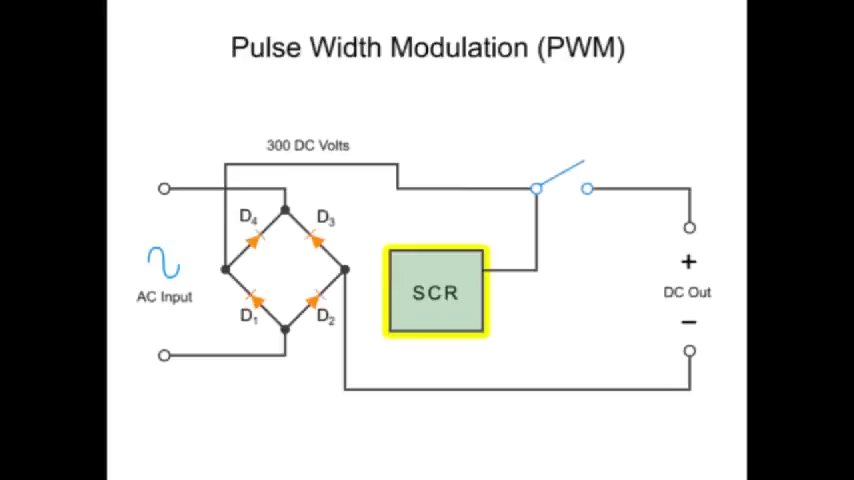 Pulse Width Modulation (PWM)
300 DC Volts
D4
D3
AC Input
SCR
+
DC Out
−
D1
D2